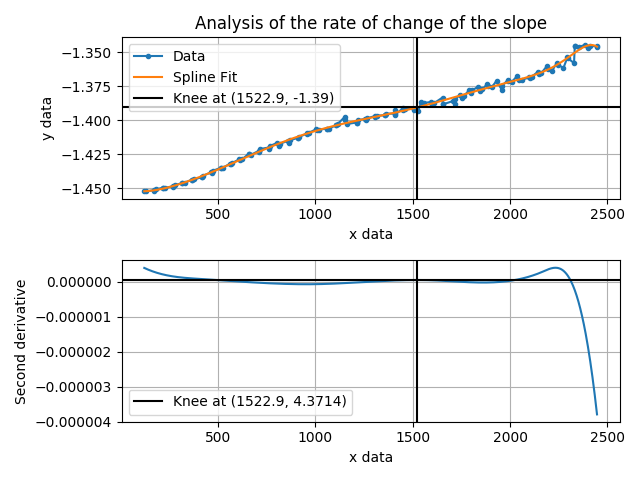 Analysis of the rate of change of the slope
−1.350
−1.375
−1.400
−1.425
−1.450
y data
Data
Spline Fit
Knee at (1522.9, -1.39)
500
1000
1500
2000
2500
x data
0.000000
−0.000001
−0.000002
−0.000003
−0.000004
Second derivative
Knee at (1522.9, 4.3714)
500
1000
1500
2000
2500
x data